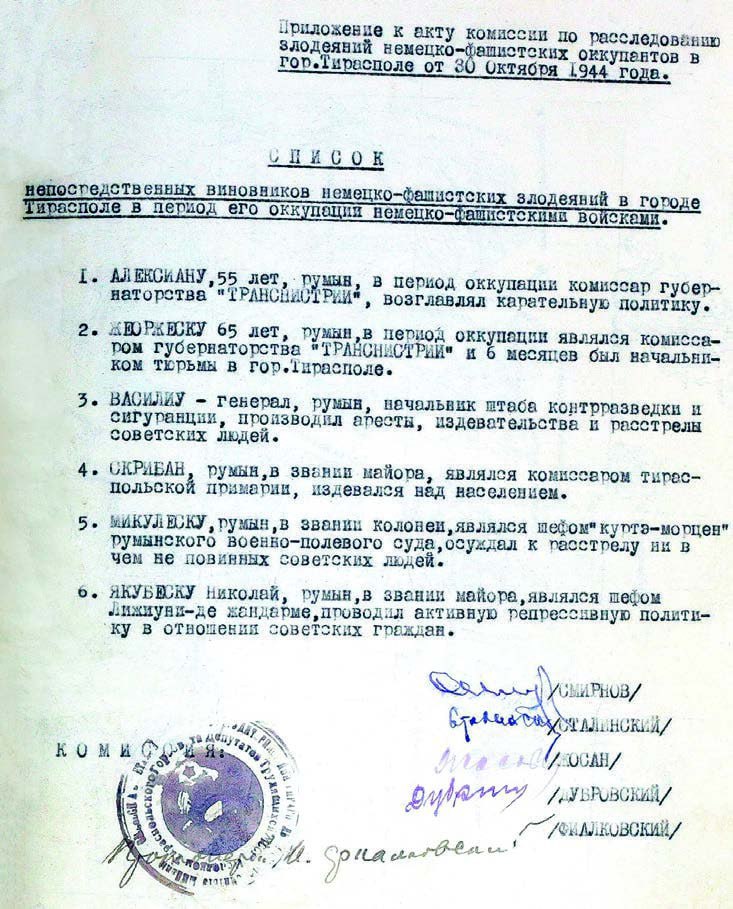 Приложение к акту комиссии по расследованию
злодеяний немецко-фашистских оккупантов в
гор.Тирасполе от 30 Октября 1944 года.
С П И С О К
непосредственных виновников немецко-фашистских злодеяний в городе
Тирасполе в период его оккупации немецко-фашистскими войсками.
1. АЛЕКСИАНУ,55 лет, румын, в период оккупации комиссар губер-
наторства "ТРАНСНИСТРИИ", возглавлял карательную политику.
2. ЖЕОРЖЕСКУ 65 лет, румын,в период оккупации являлся комисса-
ром губернаторства "ТРАНСНИСТРИИ" и 6 месяцев был начальни-
ком тюрьмы в гор.Тирасполе.
3. ВАСИЛИУ - генерал, румын, начальник штаба контрразведки и
сигуранции, производил аресты, издевательства и расстрелы
советских людей.
4. СКРИБАН, румын,в звании майора, являлся комиссаром тирас-
польской примарии, издевался над населением.
5. МИКУЛЕСКУ,румын,в звании колонеи,являлся шефом"куртэ-морцен"
румынского военно-полевого суда,осуждал к расстрелу ни в
чем не повинных советских людей.
6. ЯКУБЕСКУ Николай, румын,в звании майора,являлся шефом
Лижиуни-де жандарме,проводил активную репрессивную полити-
ку в отношении советских граждан.
/СМИРНОВ/
/СТАЛИНСКИЙ/
К О М И С С И Я:
/КОСАН/
/ДУБРОВСКИЙ/
/ФИАЛКОВСКИЙ/